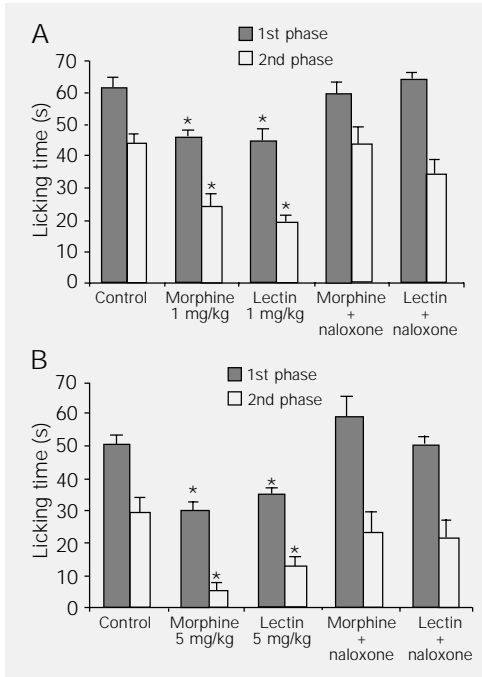 A
1st phase
2nd phase
Licking time (s)
70
60
50
40
30
20
10
0
*
*
*
*
Control
Morphine
1 mg/kg
Lectin
1 mg/kg
Morphine
+
naloxone
Lectin
+
naloxone
B
1st phase
2nd phase
Licking time (s)
70
60
50
40
30
20
10
0
*
*
*
*
Control
Morphine
5 mg/kg
Lectin
5 mg/kg
Morphine
+
naloxone
Lectin
+
naloxone